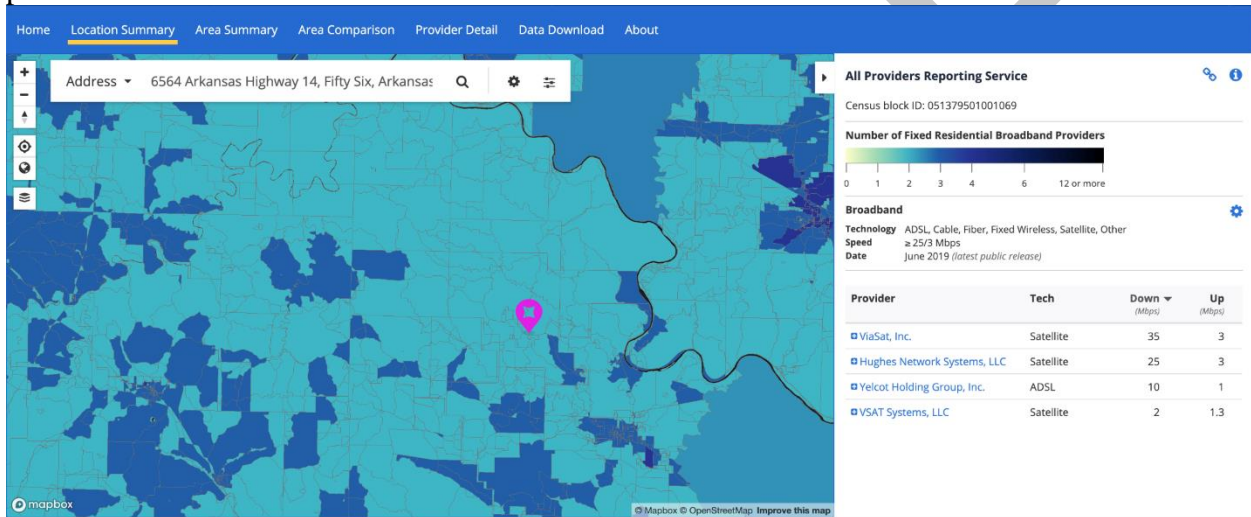 Home Location Summary Area Summary Area Comparison Provider Detail Data Download About
Address 6564 Arkansas Highway 14, Fifty Six, Arkansas
All Providers Reporting Service
Census block ID: 051379501001069
Number of Fixed Residential Broadband Providers
0 1 2 3 4 6 12 or more
Broadband
Technology ADSL, Cable, Fiber, Fixed Wireless, Satellite, Other
Speed ≥ 25/3 Mbps
Date June 2019 (latest public release)
Provider Tech Down Up
(Mbps) (Mbps)
ViaSat, Inc. Satellite 35 3
Hughes Network Systems, LLC Satellite 25 3
Yelcot Holding Group, Inc. ADSL 10 1
VSAT Systems, LLC Satellite 2 1.3
mapbox
© Mapbox © OpenStreetMap Improve this map